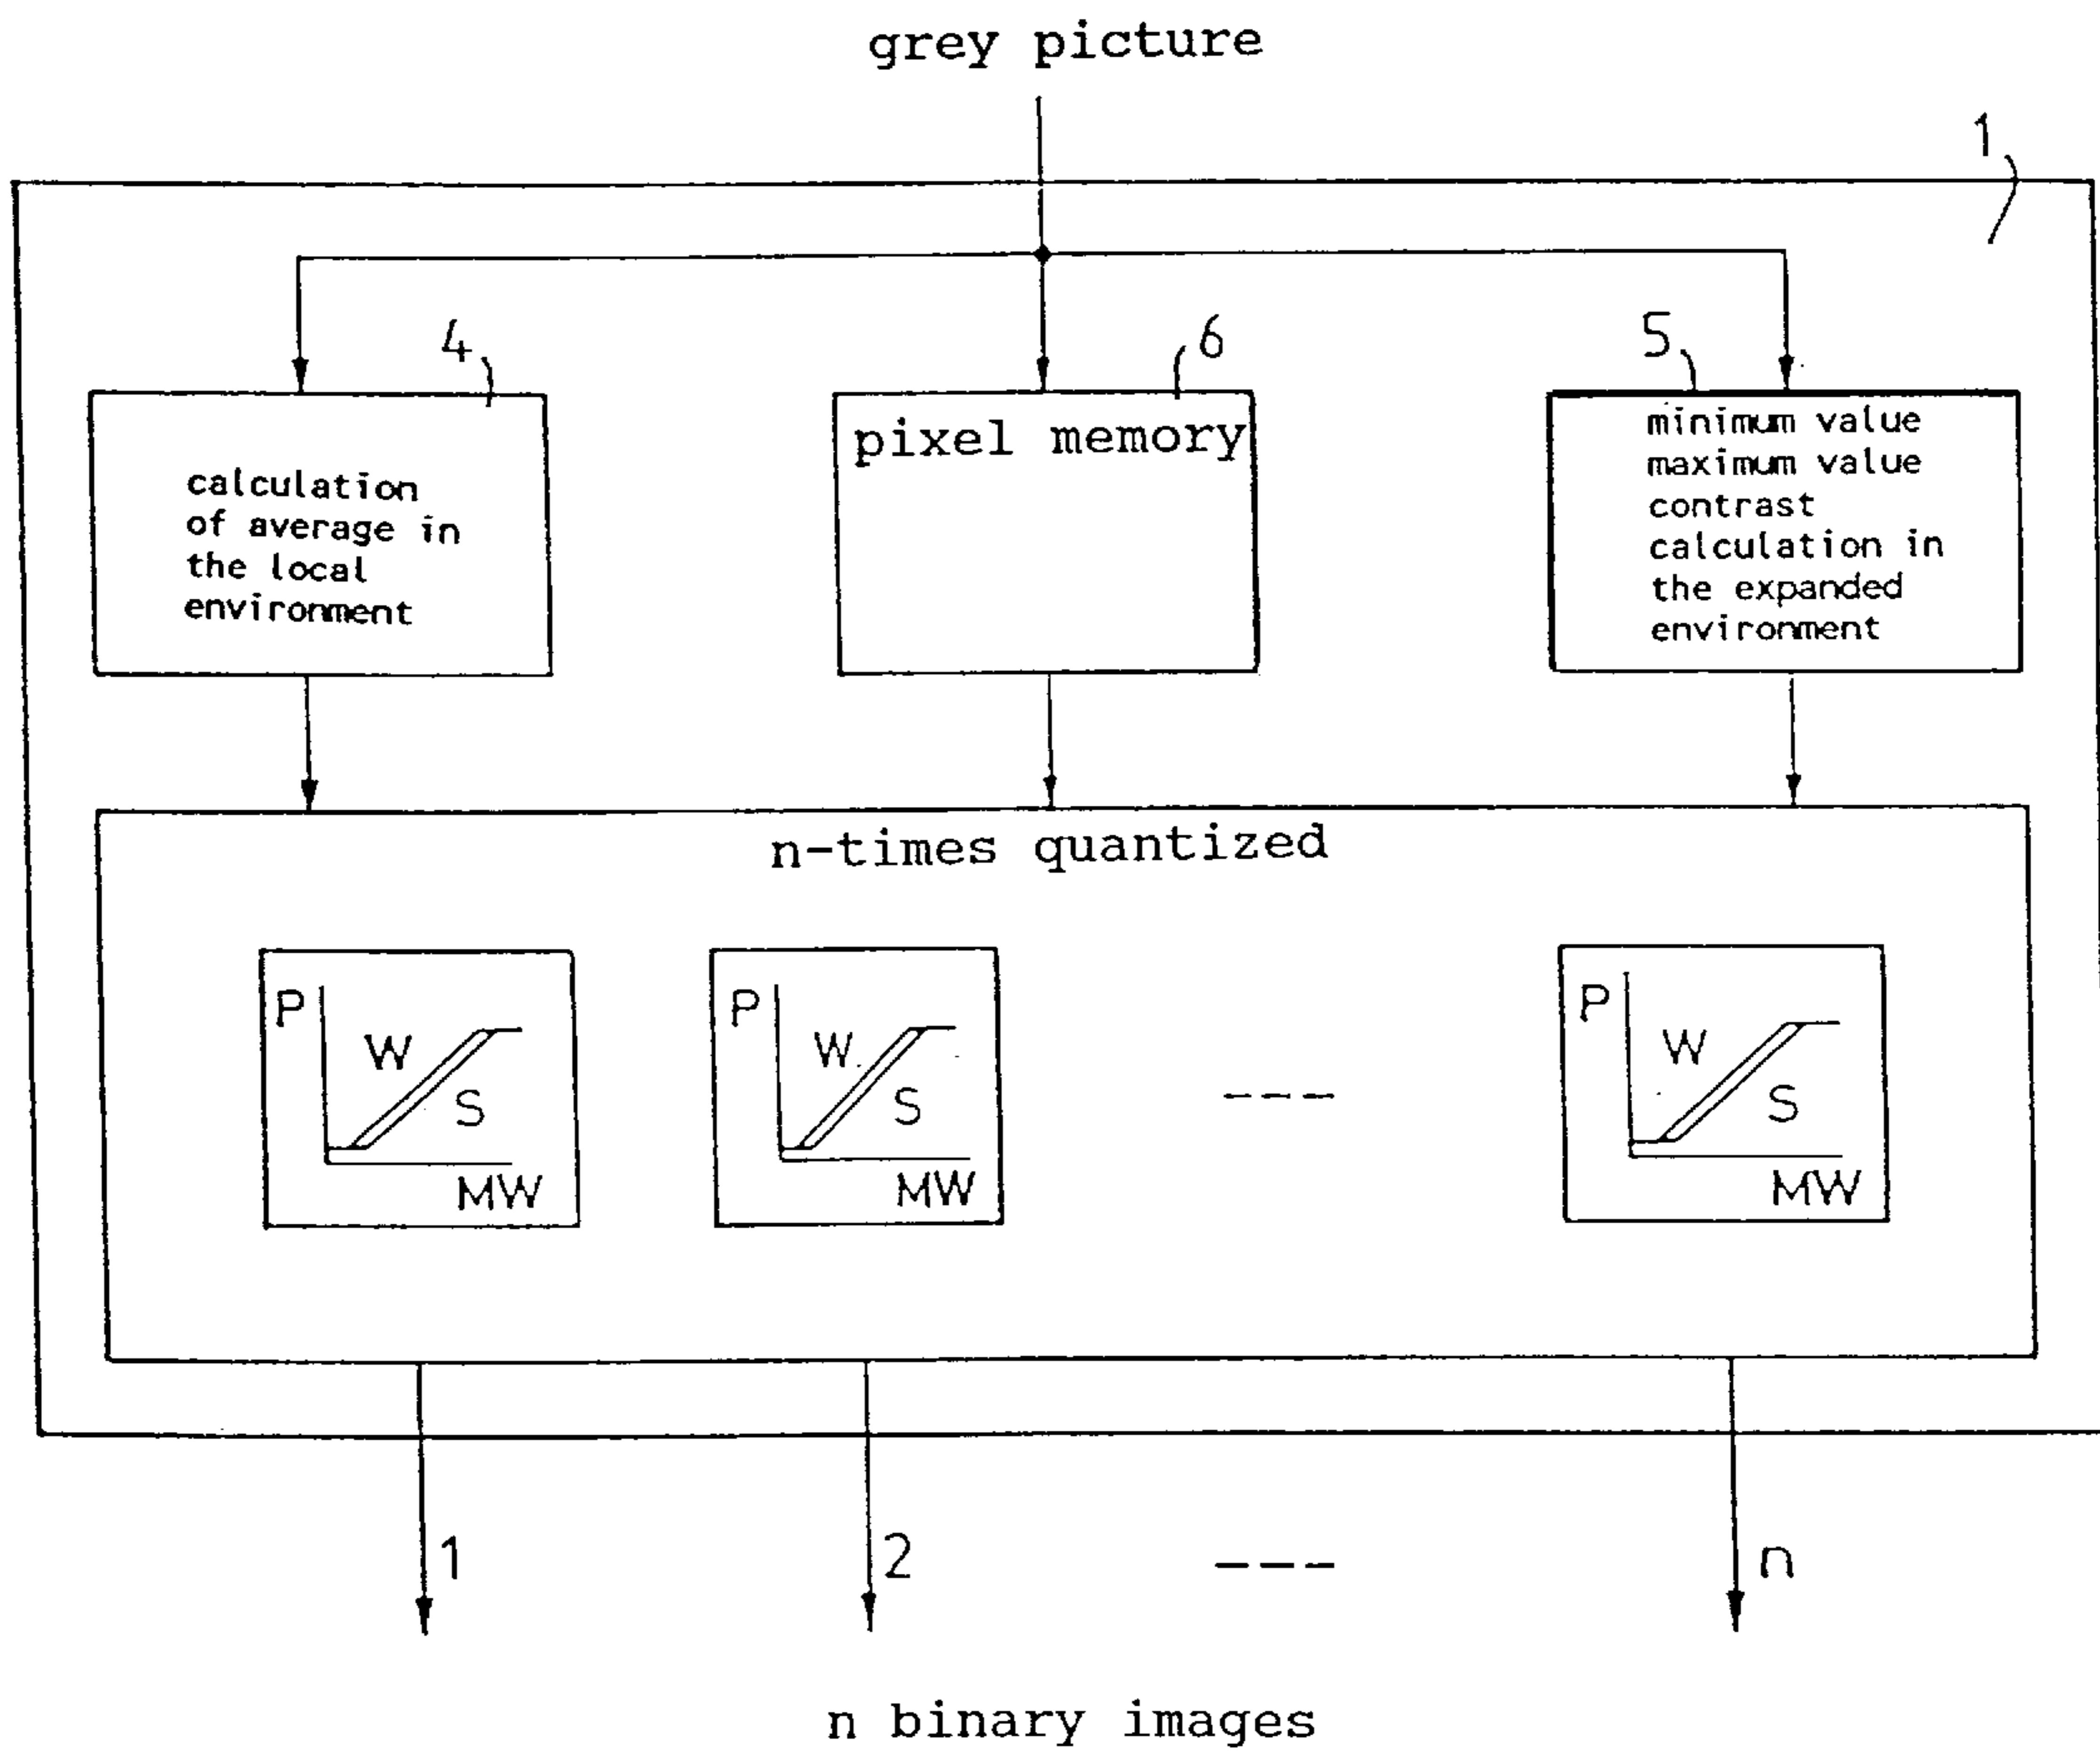 grey picture
1
4
6
5
calculation
of average in
the local
environment
pixel memory
minimum value
maximum value
contrast
calculation in
the expanded
environment
n-times quantized
P
W
S
MW
P
W
S
MW
---
P
W
S
MW
1
2
---
n
n binary images